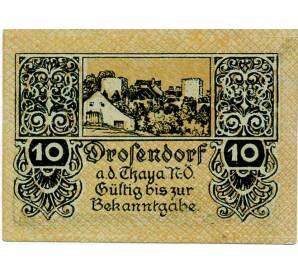 10 Drosendorf 10
a.d. Thaya N.Ö.
Gültig bis zur
Bekanntgabe.